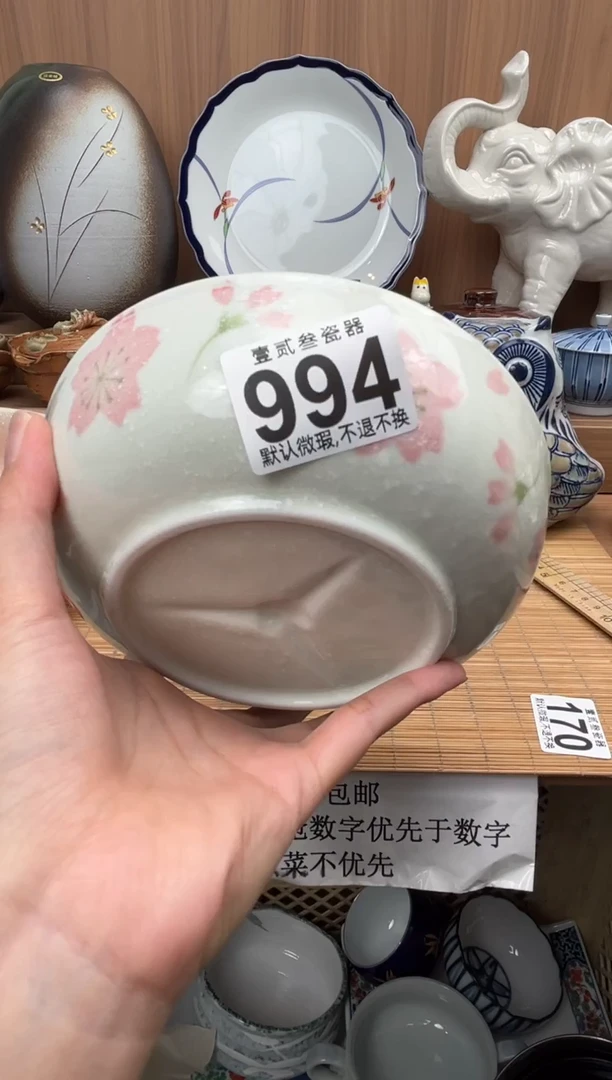 壹贰叁瓷器
994
默认微瑕,不退不换
170
包邮
数字优先于数字
菜不优先